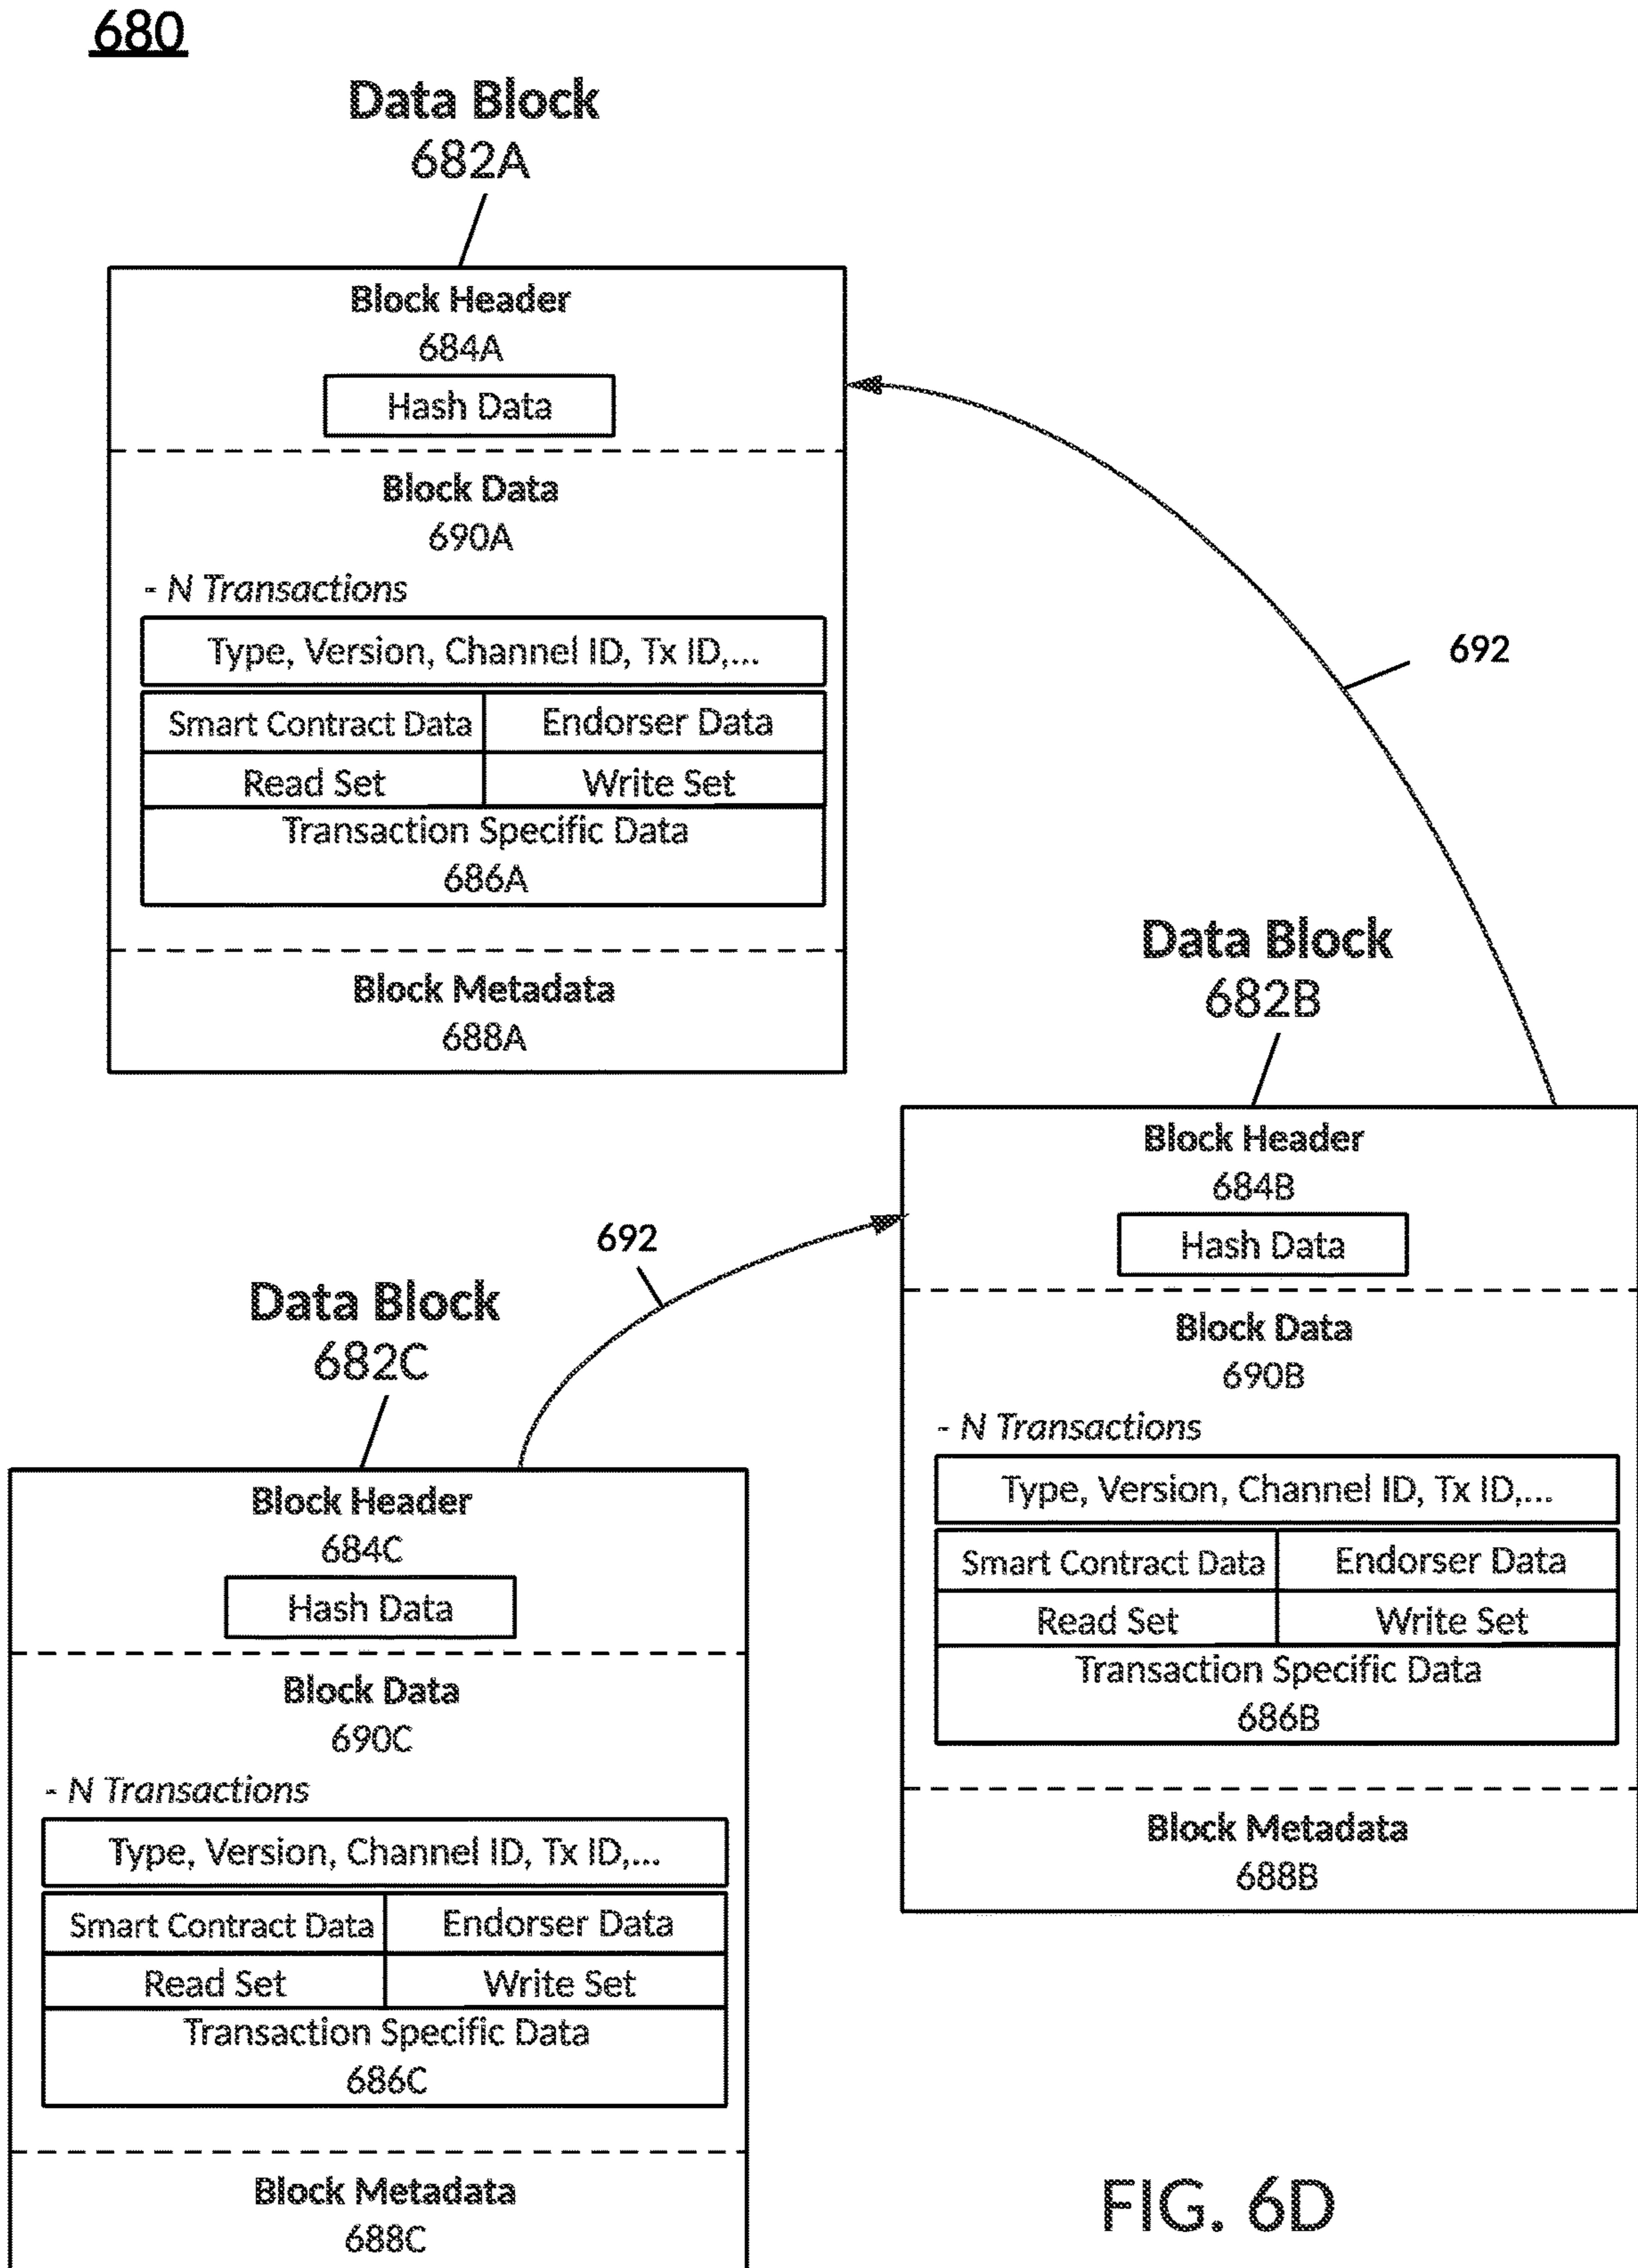 680
Data Block
682A
Block Header
684A
Hash Data
Block Data
690A
- N Transactions
Type, Version, Channel ID, Tx ID,...
Smart Contract Data Endorser Data
Read Set Write Set
Transaction Specific Data
686A
Block Metadata
688A
692
Data Block
682B
Block Header
684B
Hash Data
Block Data
690B
- N Transactions
Type, Version, Channel ID, Tx ID,...
Smart Contract Data Endorser Data
Read Set Write Set
Transaction Specific Data
686B
Block Metadata
688B
692
Data Block
682C
Block Header
684C
Hash Data
Block Data
690C
- N Transactions
Type, Version, Channel ID, Tx ID,...
Smart Contract Data Endorser Data
Read Set Write Set
Transaction Specific Data
686C
Block Metadata
688C
FIG. 6D